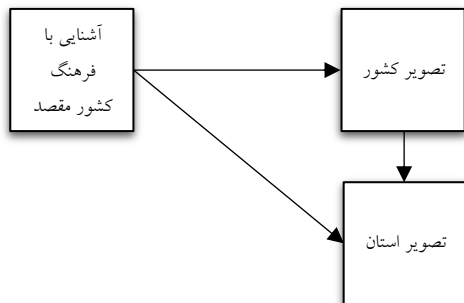 آشنایی با
فرهنگ
کشور مقصد
تصویر کشور
تصویر استان